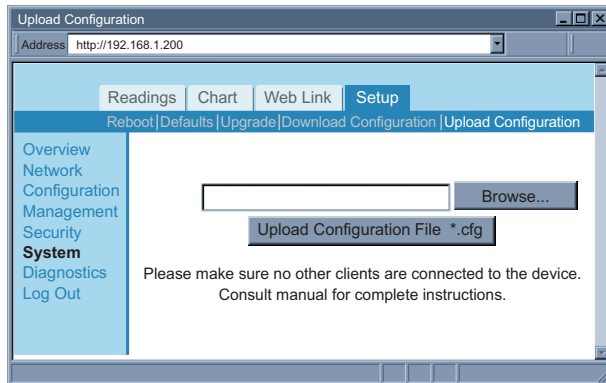 Upload Configuration
Address http://192.168.1.200
Readings Chart Web Link Setup
Reboot|Defaults|Upgrade|Download Configuration |Upload Configuration
Overview
Network
Configuration
Management
Security
System
Diagnostics
Log Out
Browse...
Upload Configuration File *.cfg
Please make sure no other clients are connected to the device.
Consult manual for complete instructions.